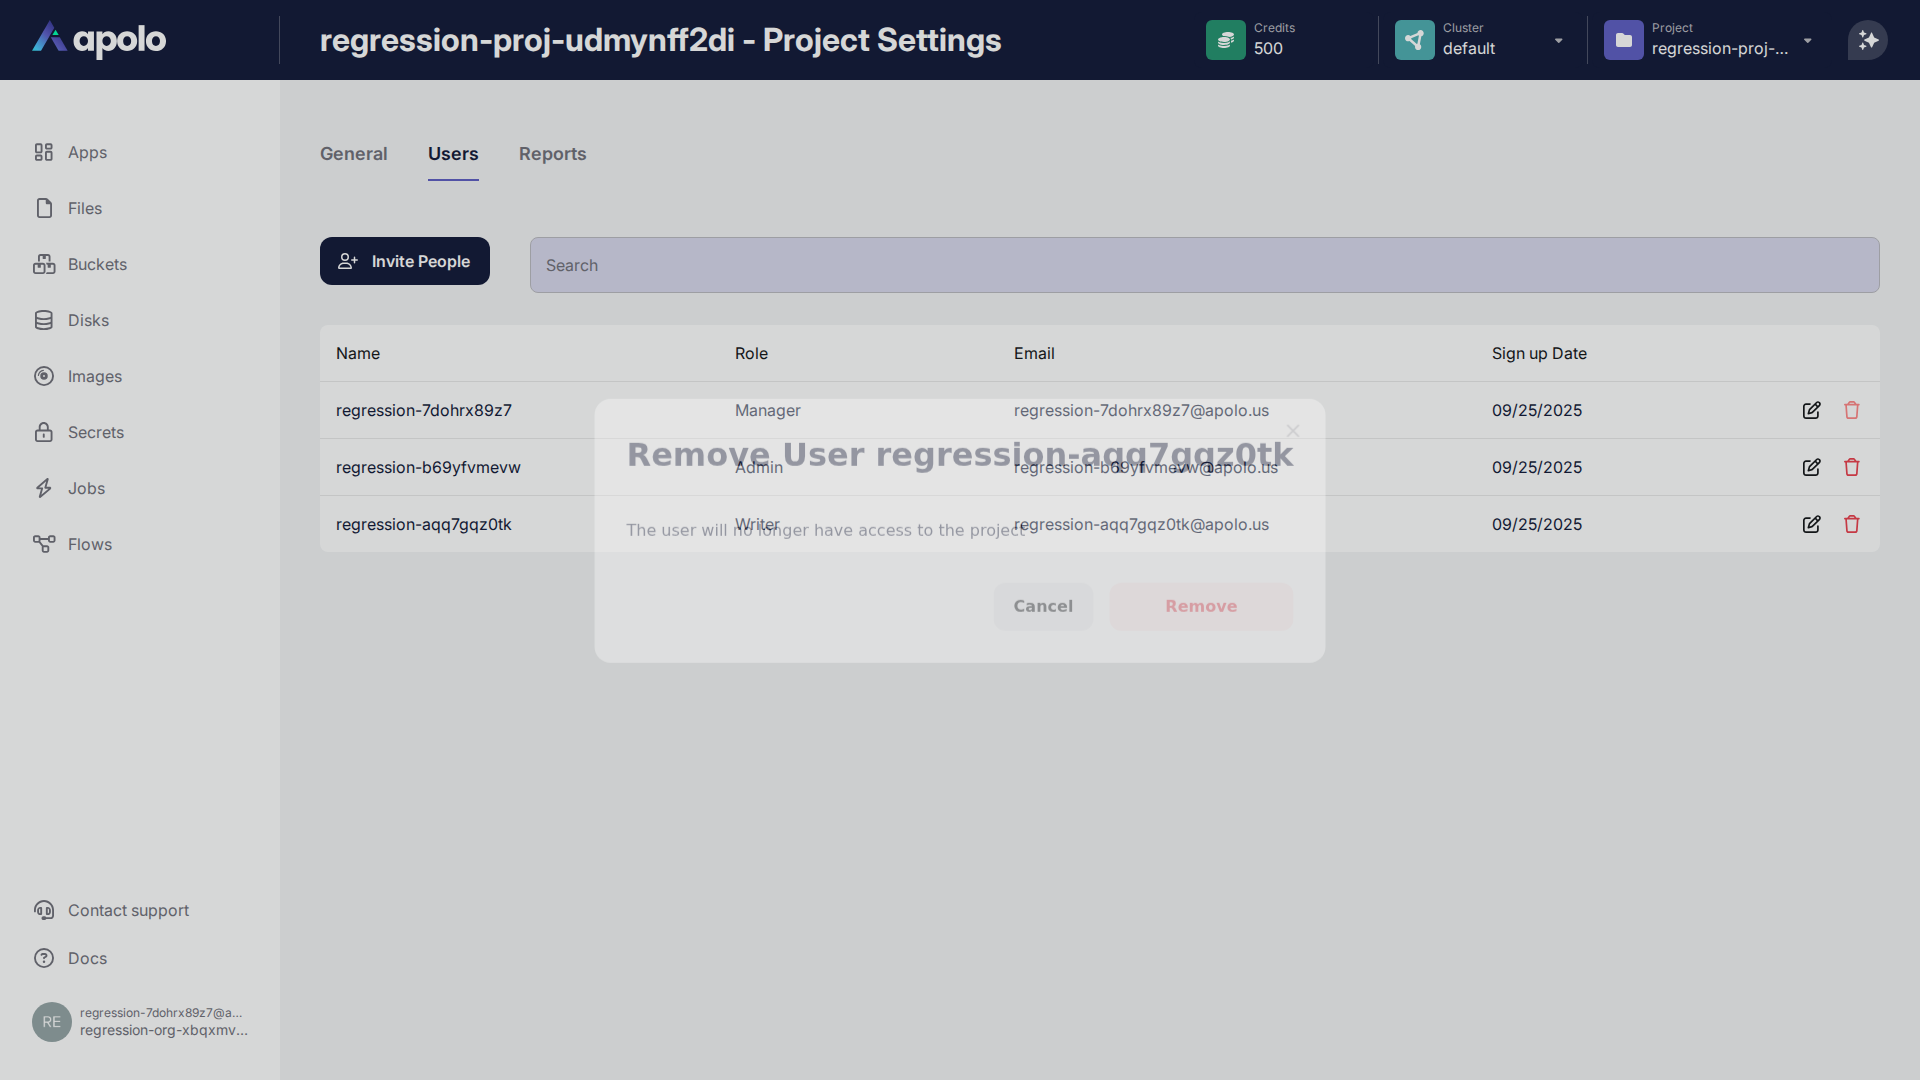 apolo
regression-proj-udmynff2di - Project Settings
Credits
500
Cluster
default
Project
regression-proj-...
Apps
Files
Buckets
Disks
Images
Secrets
Jobs
Flows
General
Users
Reports
Invite People
Search
Name
Role
Email
Sign up Date
regression-7dohrx89z7
Manager
regression-7dohrx89z7@apolo.us
09/25/2025
regression-b69yfvmevw
Admin
regression-b69yfvmevw@apolo.us
09/25/2025
regression-aqq7gqz0tk
Writer
regression-aqq7gqz0tk@apolo.us
09/25/2025
Remove User regression-aqq7gqz0tk
The user will no longer have access to the project
Cancel
Remove
Contact support
Docs
RE
regression-7dohrx89z7@a...
regression-org-xbqxmv...